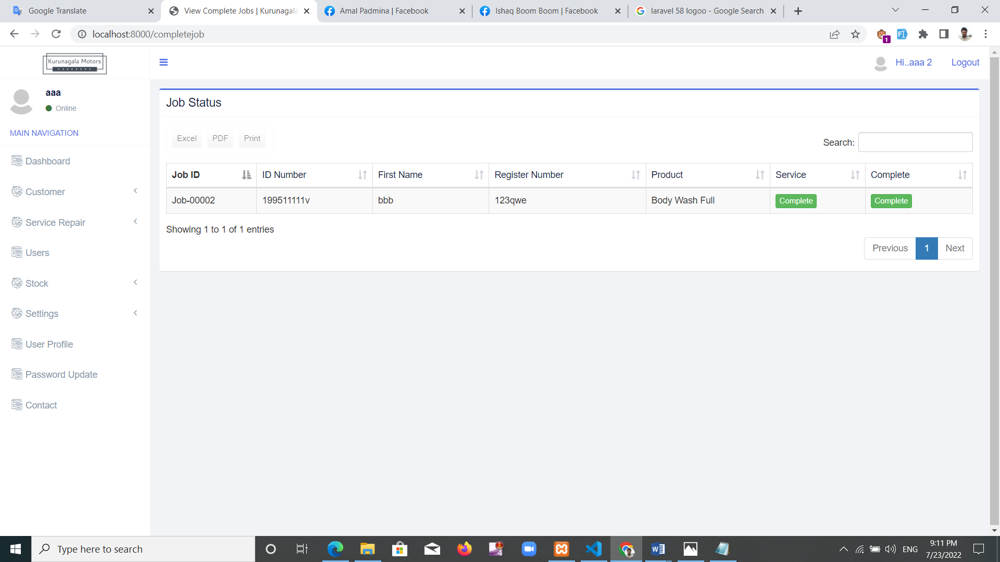 Google Translate
View Complete Jobs | Kurunagala
Amal Padmina | Facebook
Ishaq Boom Boom | Facebook
laravel 58 logoo - Google Search
localhost:8000/completejob
1
Kurunagala Motors
Hi..aaa 2
Logout
aaa
Online
MAIN NAVIGATION
Dashboard
Customer
Service Repair
Users
Stock
Settings
User Profile
Password Update
Contact
Job Status
Excel PDF Print
Search:
Job ID ID Number First Name Register Number Product Service Complete
Job-00002 199511111v bbb 123qwe Body Wash Full Complete Complete
Showing 1 to 1 of 1 entries
Previous 1 Next
Type here to search
ENG
9:11 PM
7/23/2022